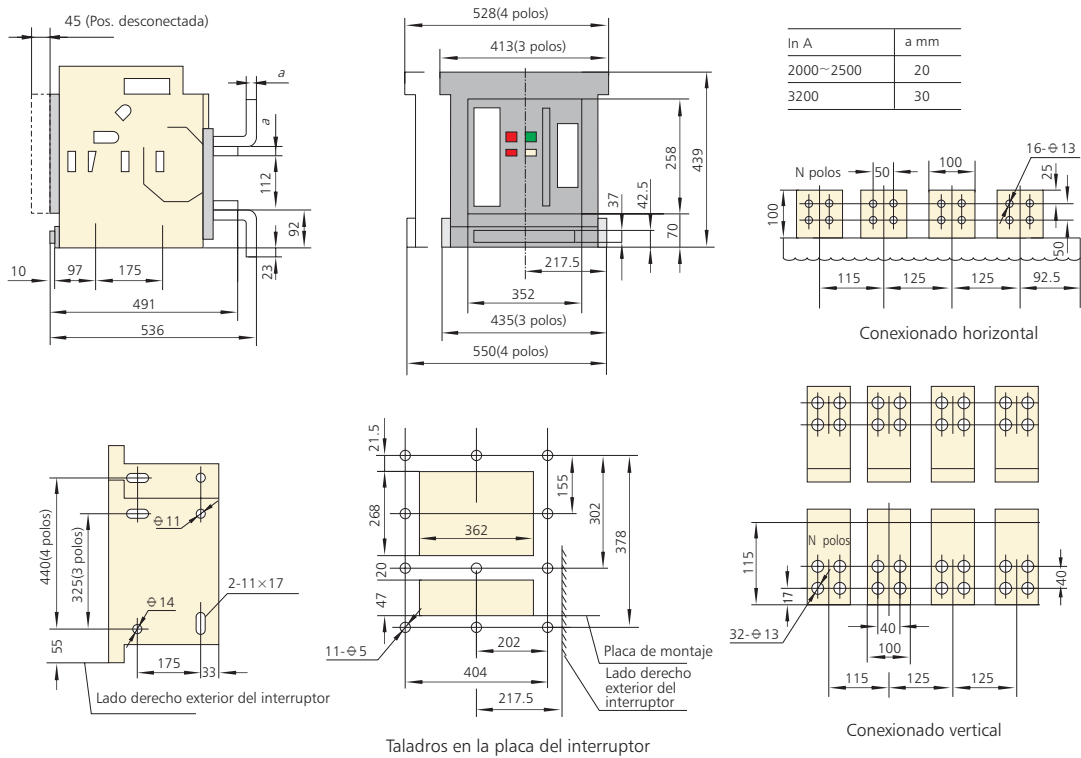 45 (Pos. desconectada)
a
a
112
92
23
10
97
175
491
536
528(4 polos)
413(3 polos)
258
439
37
42.5
70
217.5
352
435(3 polos)
550(4 polos)
In A
a mm
2000~2500
20
3200
30
16-⌽13
N polos
50
100
25
100
50
115
125
125
92.5
Conexionado horizontal
440(4 polos)
325(3 polos)
55
⌽11
⌽14
2-11×17
175
33
Lado derecho exterior del interruptor
21.5
268
362
155
302
378
20
47
11-⌽5
202
404
217.5
Placa de montaje
Lado derecho
exterior del
interruptor
Taladros en la placa del interruptor
N polos
115
17
40
32-⌽13
40
100
115
125
125
Conexionado vertical